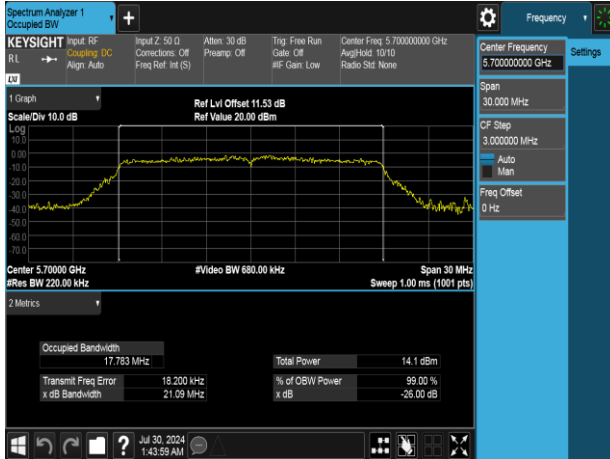 Spectrum Analyzer 1
Occupied BW
+
Frequency
KEYSIGHT
RL
LXI
Input: RF
Coupling: DC
Align: Auto
Input Z: 50 Ω
Corrections: Off
Freq Ref: Int (S)
Atten: 30 dB
Preamp: Off
Trig: Free Run
Gate: Off
#IF Gain: Low
Center Freq: 5.700000000 GHz
Avg|Hold: 10/10
Radio Std: None
Center Frequency
5.700000000 GHz
Settings
Span
30.000 MHz
CF Step
3.000000 MHz
Auto
Man
Freq Offset
0 Hz
1 Graph
Scale/Div 10.0 dB
Ref Lvl Offset 11.53 dB
Ref Value 20.00 dBm
Log
10.0
0.00
-10.0
-20.0
-30.0
-40.0
-50.0
-60.0
-70.0
Center 5.70000 GHz
#Video BW 680.00 kHz
Span 30 MHz
#Res BW 220.00 kHz
Sweep 1.00 ms (1001 pts)
2 Metrics
Occupied Bandwidth
17.783 MHz
Total Power
14.1 dBm
Transmit Freq Error
18.200 kHz
% of OBW Power
99.00 %
x dB Bandwidth
21.09 MHz
x dB
-26.00 dB
?
Jul 30, 2024
1:43:59 AM